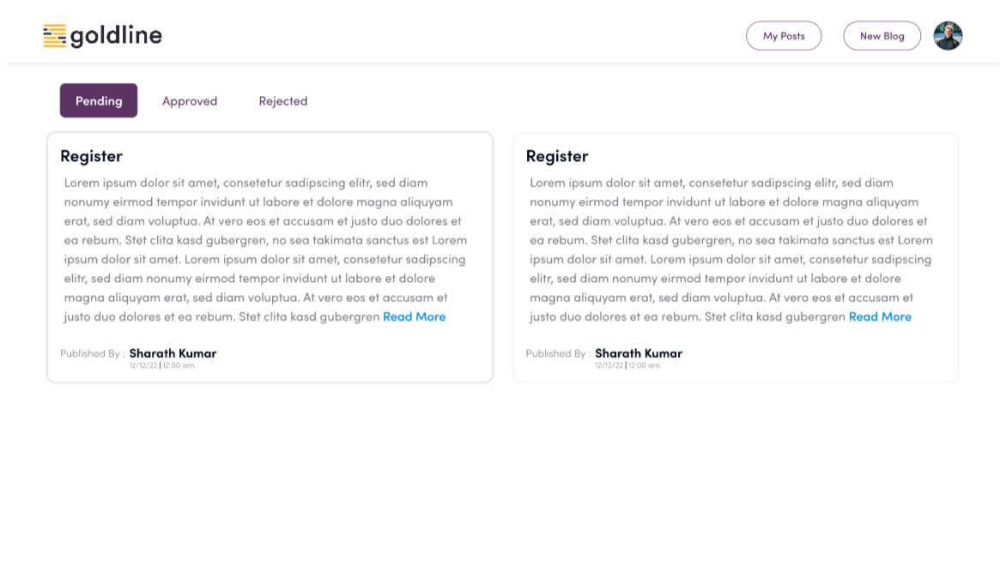 goldline
My Posts
New Blog
Pending
Approved
Rejected
Register
Lorem ipsum dolor sit amet, consetetur sadipscing elitr, sed diam
nonumy eirmod tempor invidunt ut labore et dolore magna aliquyam
erat, sed diam voluptua. At vero eos et accusam et justo duo dolores et
ea rebum. Stet clita kasd gubergren, no sea takimata sanctus est Lorem
ipsum dolor sit amet. Lorem ipsum dolor sit amet, consetetur sadipscing
elitr, sed diam nonumy eirmod tempor invidunt ut labore et dolore
magna aliquyam erat, sed diam voluptua. At vero eos et accusam et
justo duo dolores et ea rebum. Stet clita kasd gubergren Read More
Published By : Sharath Kumar
12/12/22 | 12:00 am
Register
Lorem ipsum dolor sit amet, consetetur sadipscing elitr, sed diam
nonumy eirmod tempor invidunt ut labore et dolore magna aliquyam
erat, sed diam voluptua. At vero eos et accusam et justo duo dolores et
ea rebum. Stet clita kasd gubergren, no sea takimata sanctus est Lorem
ipsum dolor sit amet. Lorem ipsum dolor sit amet, consetetur sadipscing
elitr, sed diam nonumy eirmod tempor invidunt ut labore et dolore
magna aliquyam erat, sed diam voluptua. At vero eos et accusam et
justo duo dolores et ea rebum. Stet clita kasd gubergren Read More
Published By : Sharath Kumar
12/12/22 | 12:00 am